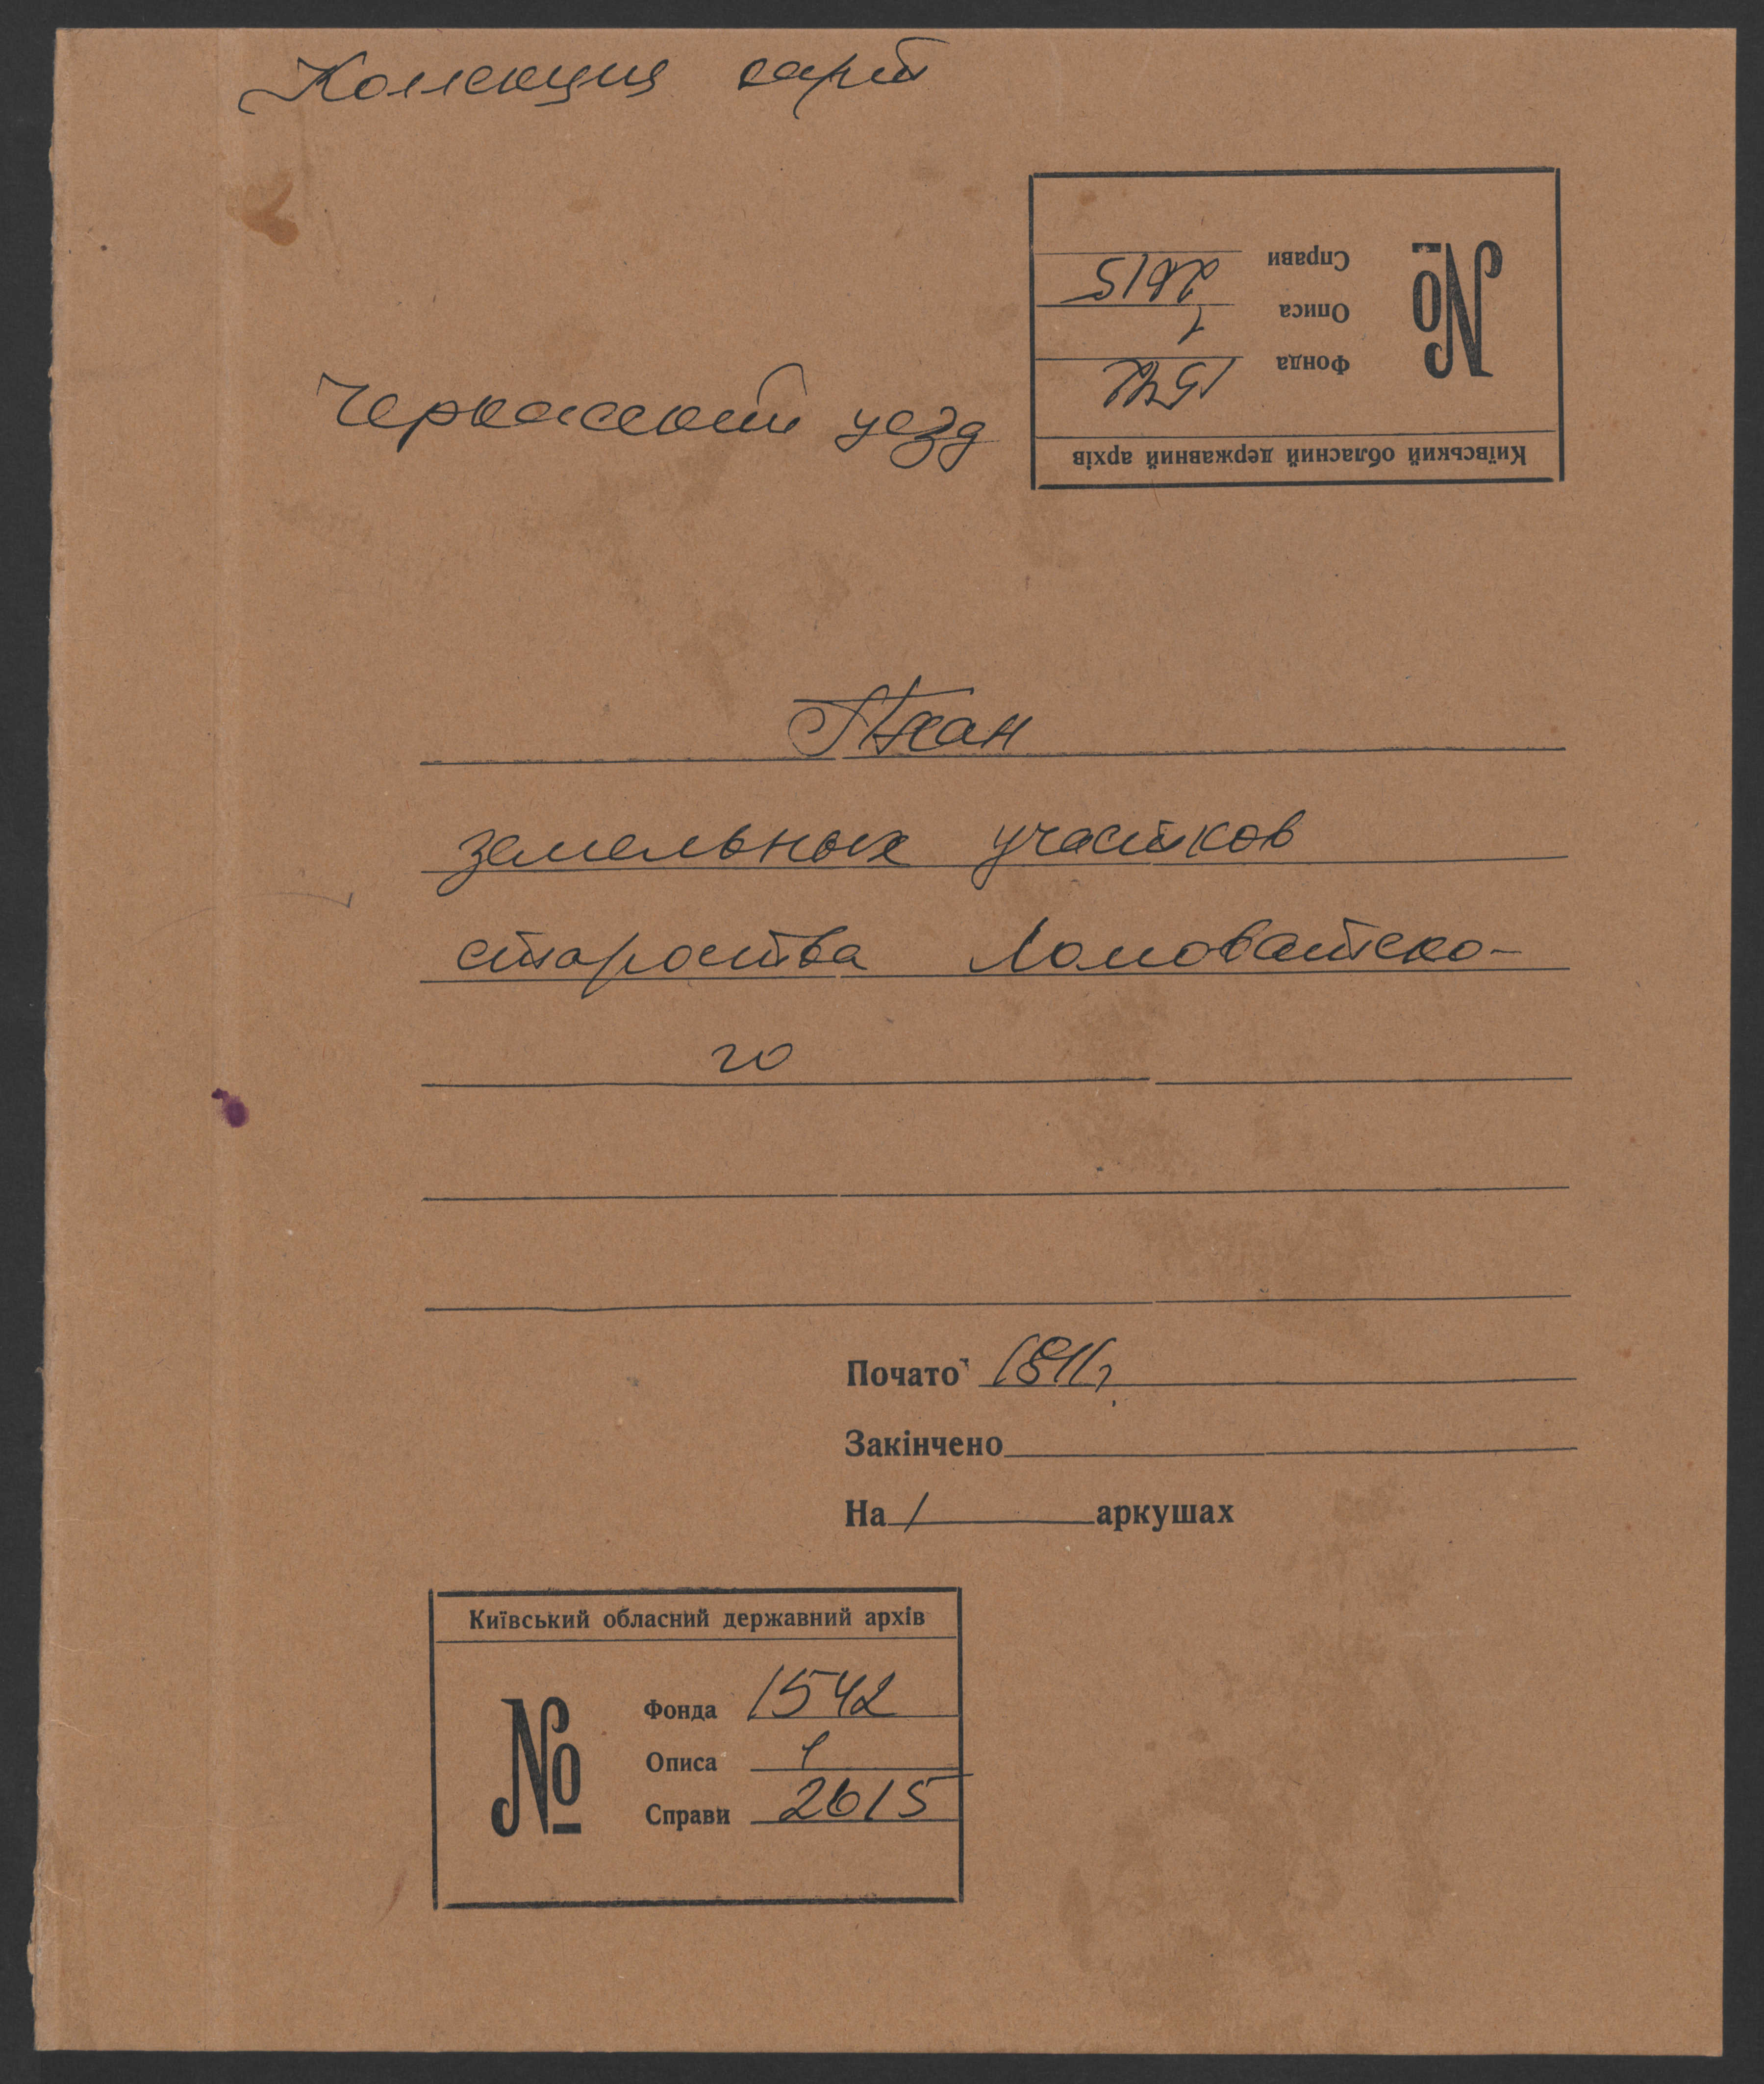 Коллекция карт
Справи 2615
Описа 1
Фонда 1542
№
Київський обласний державний архів
Черкасский уезд
План
земельных участков
староства Ломоватско-
го
Почато 1811г.
Закінчено
На 1 аркушах
Київський обласний державний архів
№
Фонда 1542
Описа 1
Справи 2615